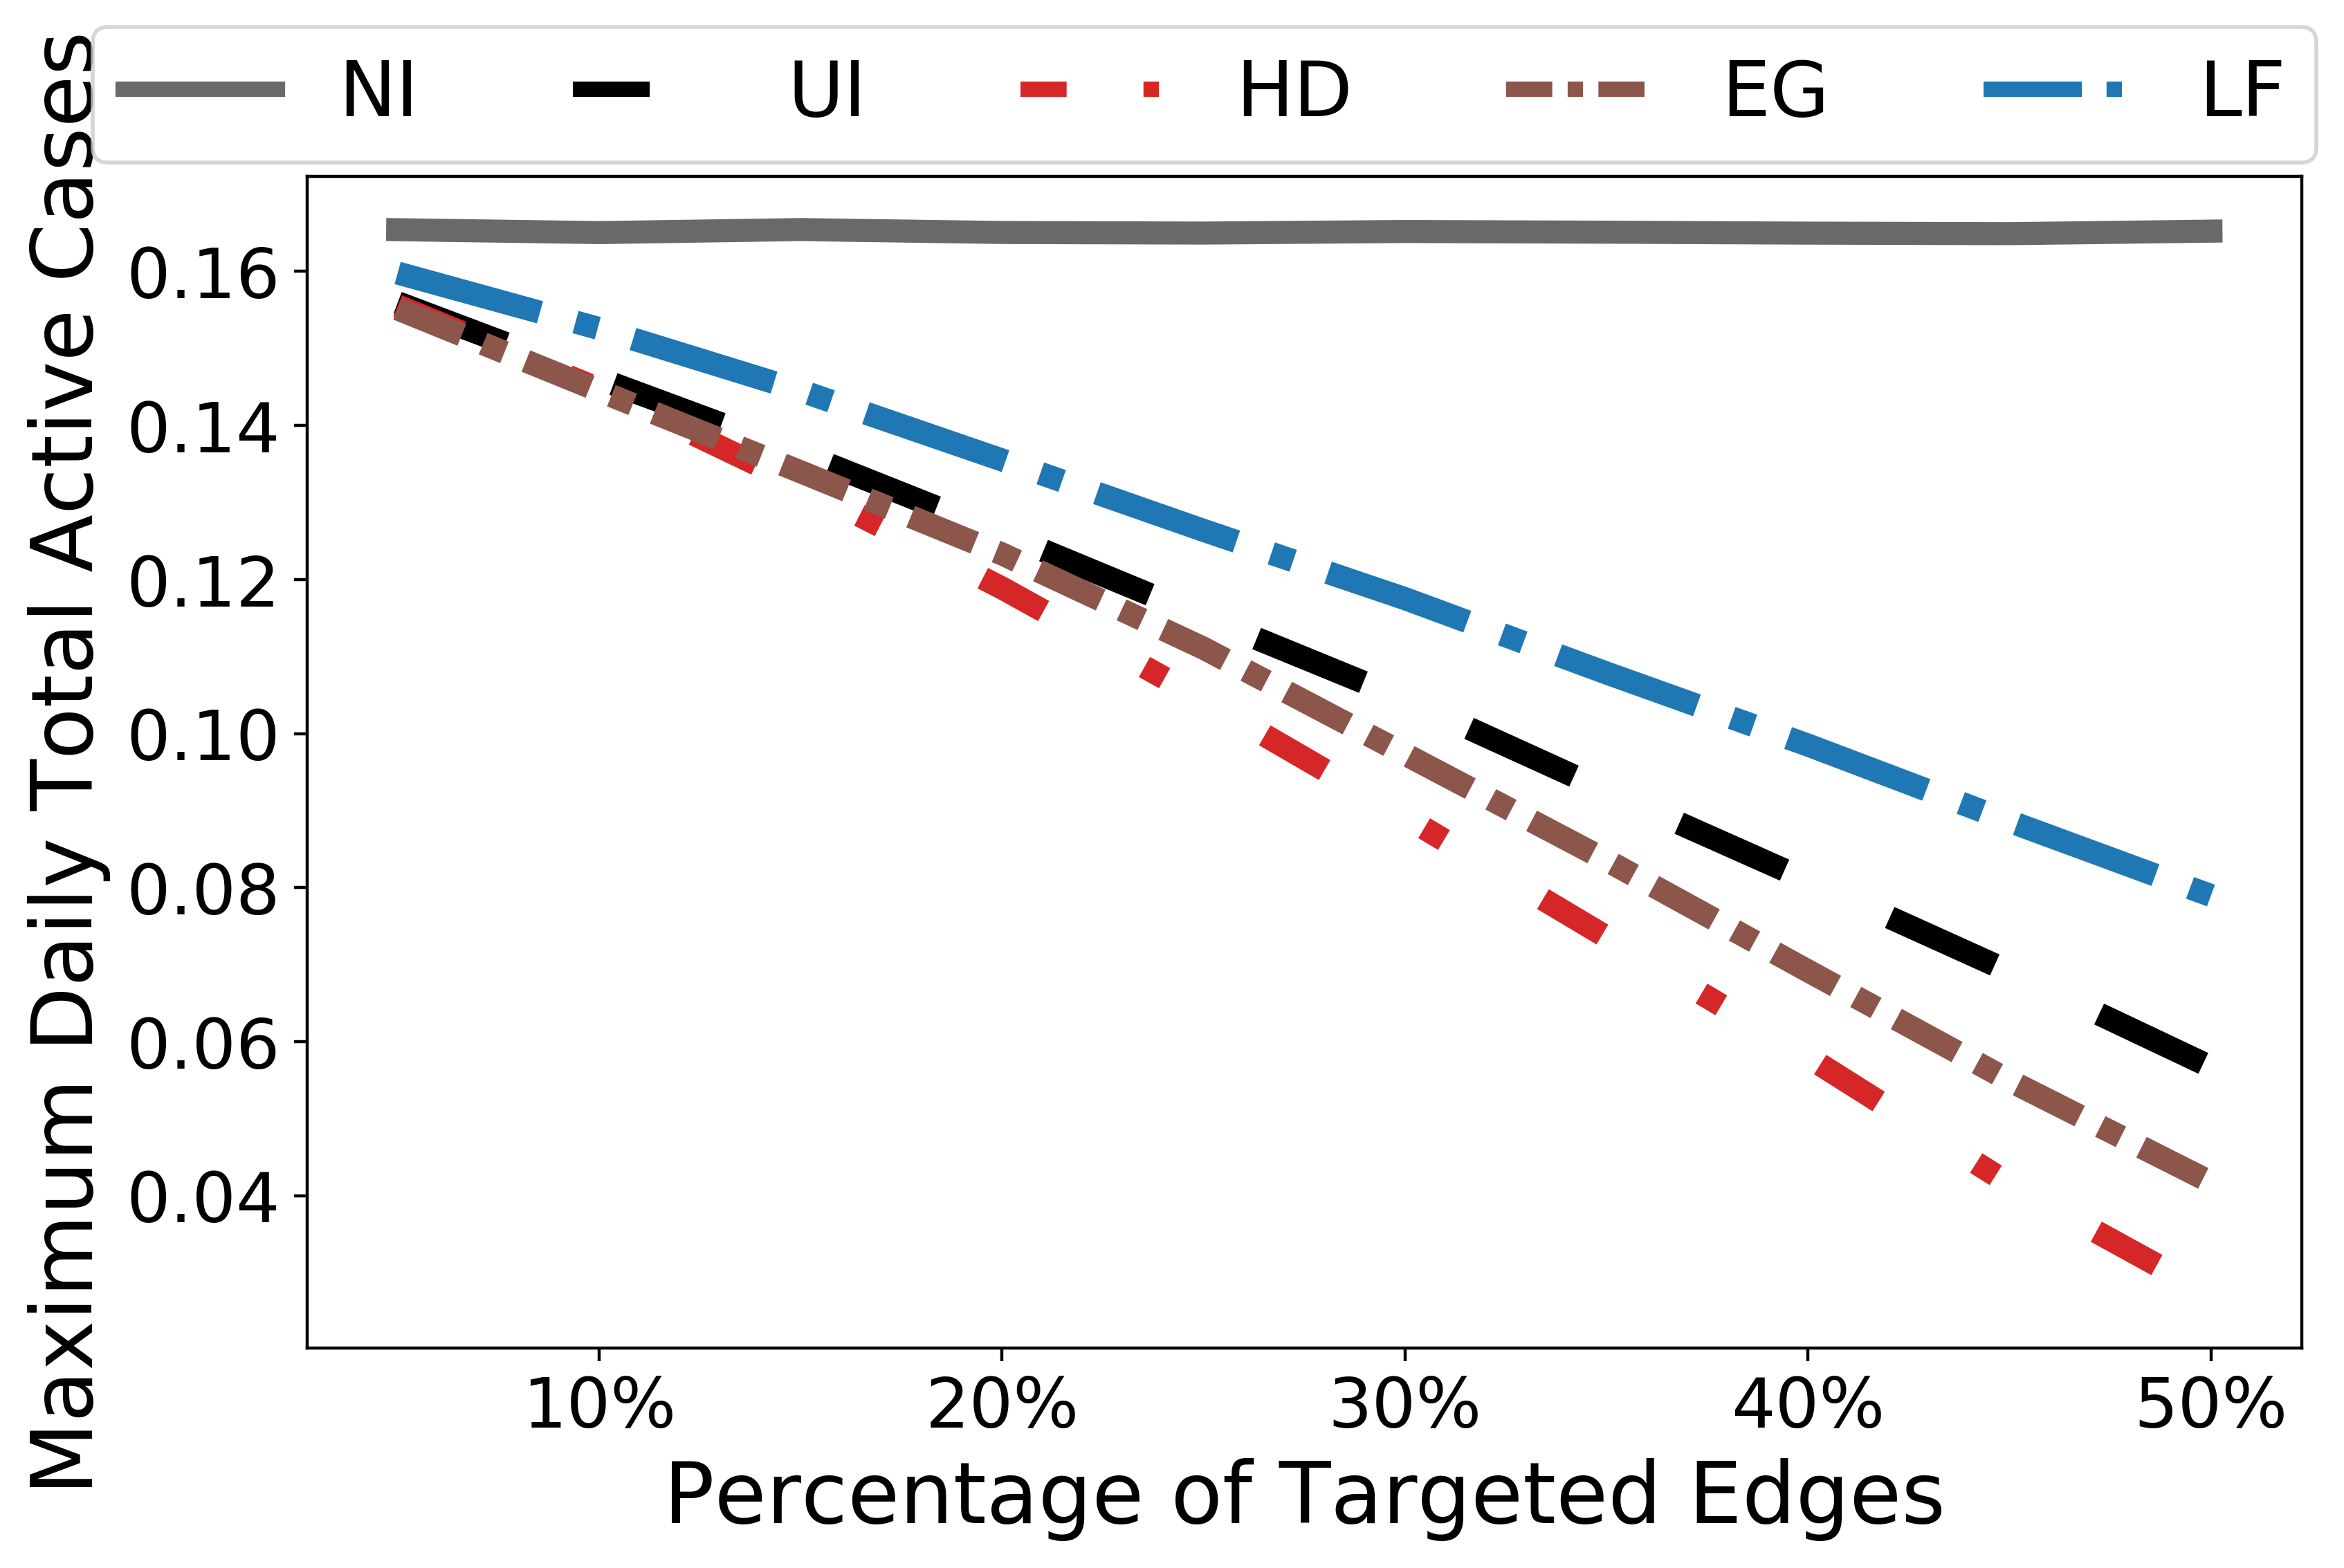 NI UI HD EG LF
Maximum Daily Total Active Cases
0.16
0.14
0.12
0.10
0.08
0.06
0.04
10% 20% 30% 40% 50%
Percentage of Targeted Edges